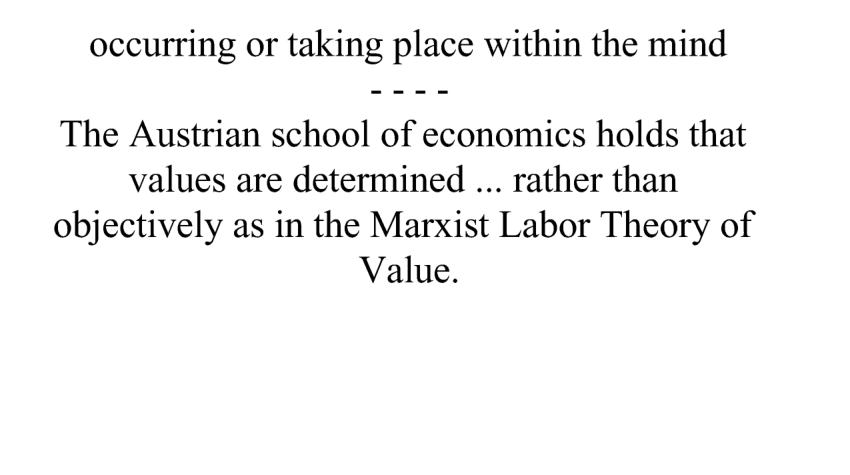 occurring or taking place within the mind
- - - -
The Austrian school of economics holds that
values are determined ... rather than
objectively as in the Marxist Labor Theory of
Value.